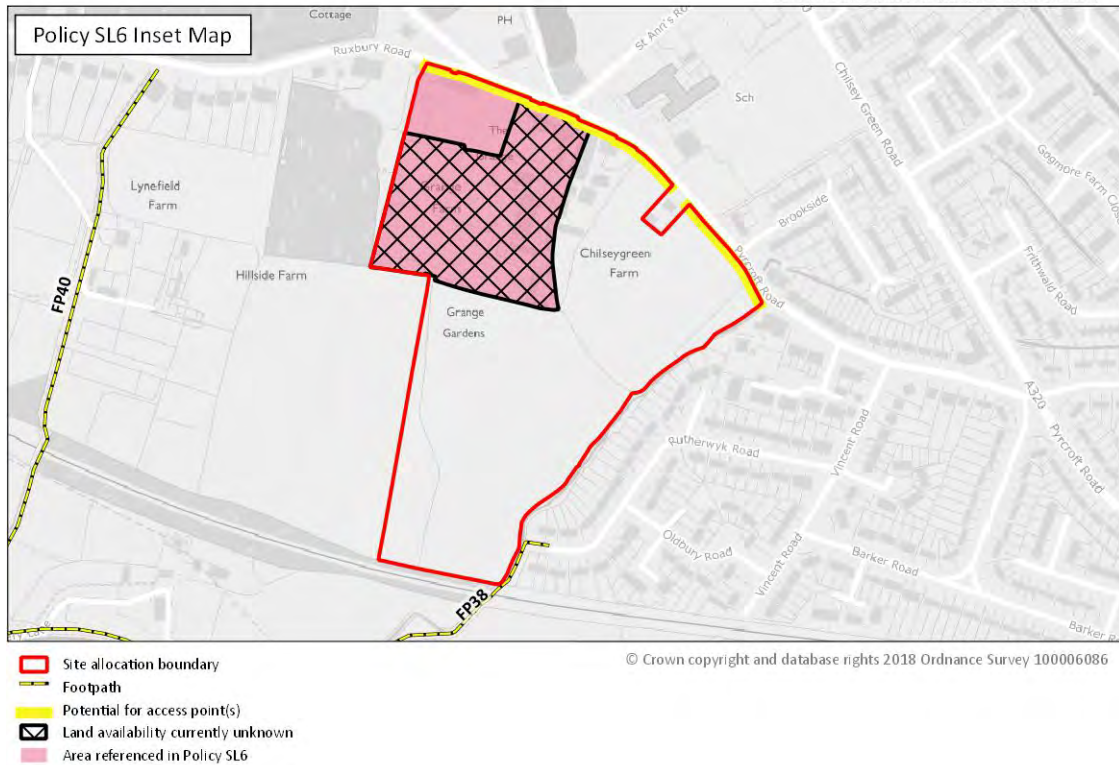 Policy SL6 Inset Map
Cottage
PH
Ruxbury Road
St Ann's Ro
Sch
Chilsey Green Road
Gogmore Farm Clo
The
Lynefield
Farm
Brookside
Chilseygreen
Farm
Hillside Farm
Pyrcroft Road
Frithwald Road
FP40
Grange
Gardens
A320
Pyrcroft Road
Vincent Road
Rutherwyk Road
Oldbury Road
Vincent Road
Barker Road
Barker Ro
FP38
© Crown copyright and database rights 2018 Ordnance Survey 100006086
Site allocation boundary
Footpath
Potential for access point(s)
Land availability currently unknown
Area referenced in Policy SL6